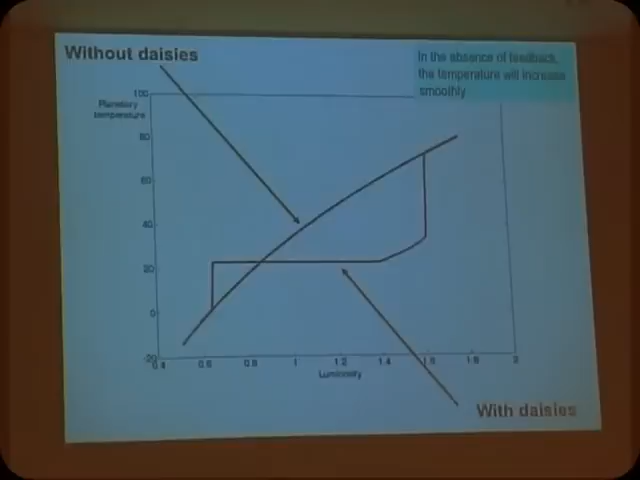 Without daisies
In the absence of feedback,
the temperature will increase
smoothly
Planetary
temperature
100
80
60
40
20
0
-20
0.4 0.6 0.8 1 1.2 1.4 1.6 1.8 2
Luminosity
With daisies